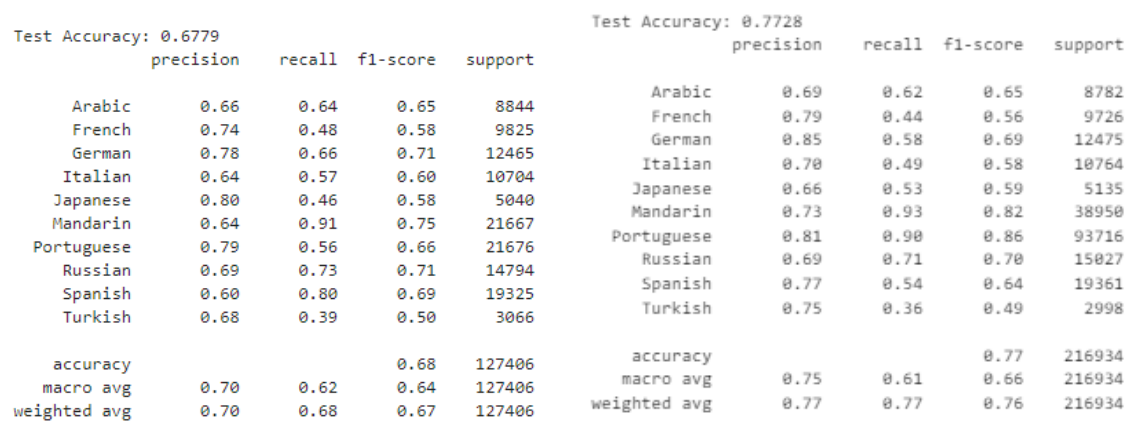 Test Accuracy: 0.6779
precision recall f1-score support
Arabic 0.66 0.64 0.65 8844
French 0.74 0.48 0.58 9825
German 0.78 0.66 0.71 12465
Italian 0.64 0.57 0.60 10704
Japanese 0.80 0.46 0.58 5040
Mandarin 0.64 0.91 0.75 21667
Portuguese 0.79 0.56 0.66 21676
Russian 0.69 0.73 0.71 14794
Spanish 0.60 0.80 0.69 19325
Turkish 0.68 0.39 0.50 3066
accuracy 0.68 127406
macro avg 0.70 0.62 0.64 127406
weighted avg 0.70 0.68 0.67 127406
Test Accuracy: 0.7728
precision recall f1-score support
Arabic 0.69 0.62 0.65 8782
French 0.79 0.44 0.56 9726
German 0.85 0.58 0.69 12475
Italian 0.70 0.49 0.58 10764
Japanese 0.66 0.53 0.59 5135
Mandarin 0.73 0.93 0.82 38950
Portuguese 0.81 0.90 0.86 93716
Russian 0.69 0.71 0.70 15027
Spanish 0.77 0.54 0.64 19361
Turkish 0.75 0.36 0.49 2998
accuracy 0.77 216934
macro avg 0.75 0.61 0.66 216934
weighted avg 0.77 0.77 0.76 216934